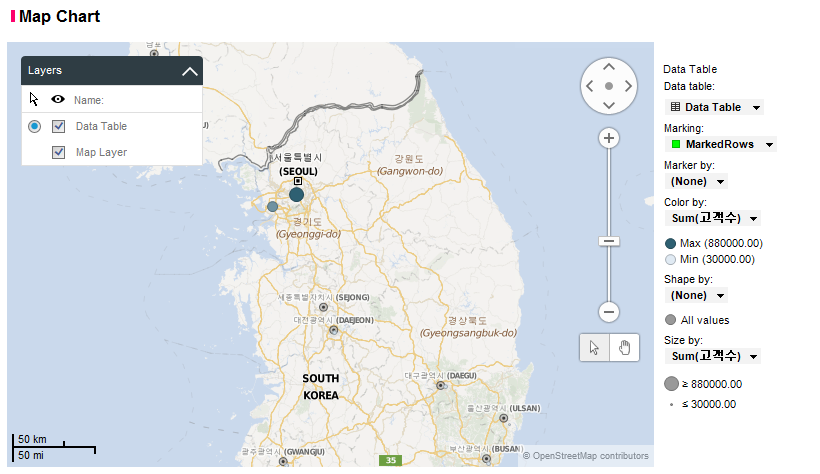 Map Chart
Layers
Name:
Data Table
Map Layer
서울특별시
(SEOUL)
강원도
(Gangwon-do)
경기도
(Gyeonggi-do)
세종특별자치시 (SEJONG)
대전광역시 (DAEJEON)
경상북도
(Gyeongsangbuk-do)
SOUTH
KOREA
대구광역시 (DAEGU)
울산광역시 (ULSAN)
광주광역시 (GWANGJU)
부산광역시 (BUSAN)
35
50 km
50 mi
© OpenStreetMap contributors
Data Table
Data table:
Data Table
Marking:
MarkedRows
Marker by:
(None)
Color by:
Sum(고객수)
Max (880000.00)
Min (30000.00)
Shape by:
(None)
All values
Size by:
Sum(고객수)
≥ 880000.00
≤ 30000.00